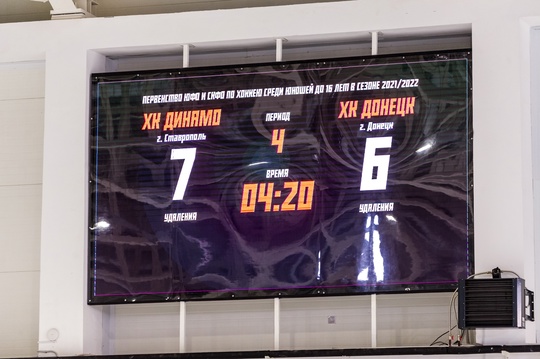 ПЕРВЕНСТВО ЮФО И СКФО ПО ХОККЕЮ СРЕДИ ЮНОШЕЙ ДО 16 ЛЕТ В СЕЗОНЕ 2021/2022
ХК ДИНАМО
г. Ставрополь
7
УДАЛЕНИЯ
ПЕРИОД
4
ВРЕМЯ
04:20
ХК ДОНЕЦК
г. Донецк
6
УДАЛЕНИЯ